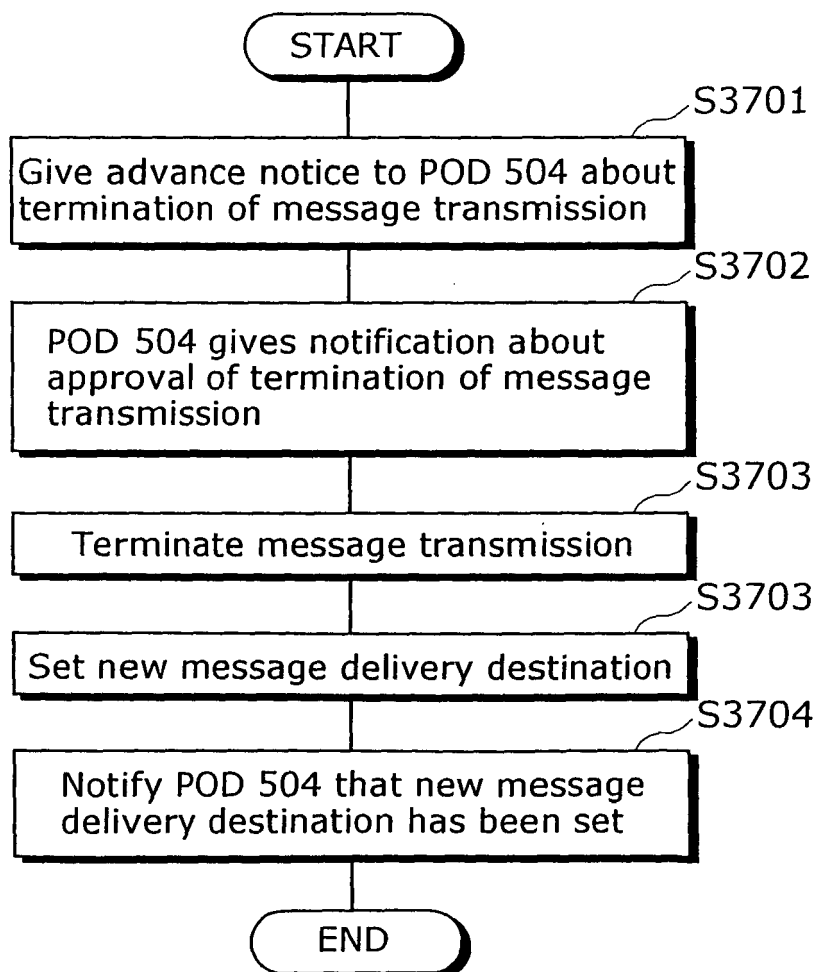 START
S3701
Give advance notice to POD 504 about
termination of message transmission
S3702
POD 504 gives notification about
approval of termination of message
transmission
S3703
Terminate message transmission
S3703
Set new message delivery destination
S3704
Notify POD 504 that new message
delivery destination has been set
END